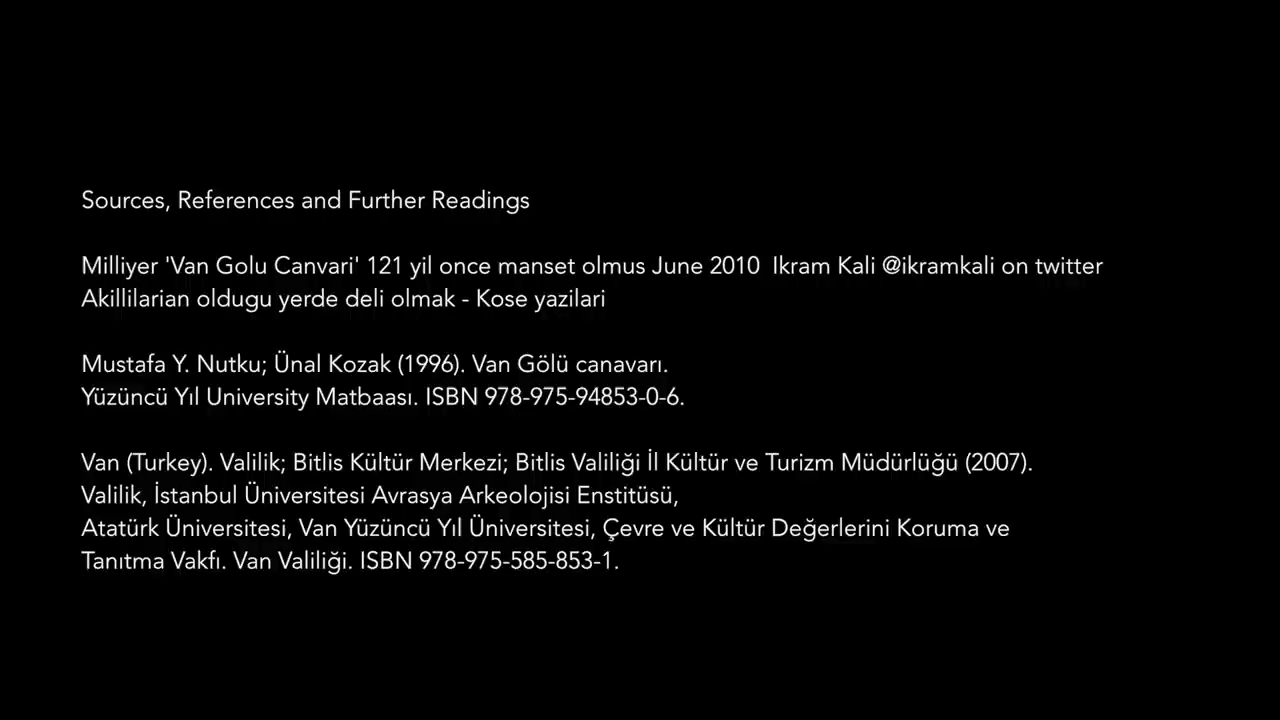 Sources, References and Further Readings
Milliyer 'Van Golu Canvari' 121 yil once manset olmus June 2010  Ikram Kali @ikramkali on twitter
Akillilarian oldugu yerde deli olmak - Kose yazilari
Mustafa Y. Nutku; Ünal Kozak (1996). Van Gölü canavarı.
Yüzüncü Yıl University Matbaası. ISBN 978-975-94853-0-6.
Van (Turkey). Valilik; Bitlis Kültür Merkezi; Bitlis Valiliği İl Kültür ve Turizm Müdürlüğü (2007).
Valilik, İstanbul Üniversitesi Avrasya Arkeolojisi Enstitüsü,
Atatürk Üniversitesi, Van Yüzüncü Yıl Üniversitesi, Çevre ve Kültür Değerlerini Koruma ve
Tanıtma Vakfı. Van Valiliği. ISBN 978-975-585-853-1.